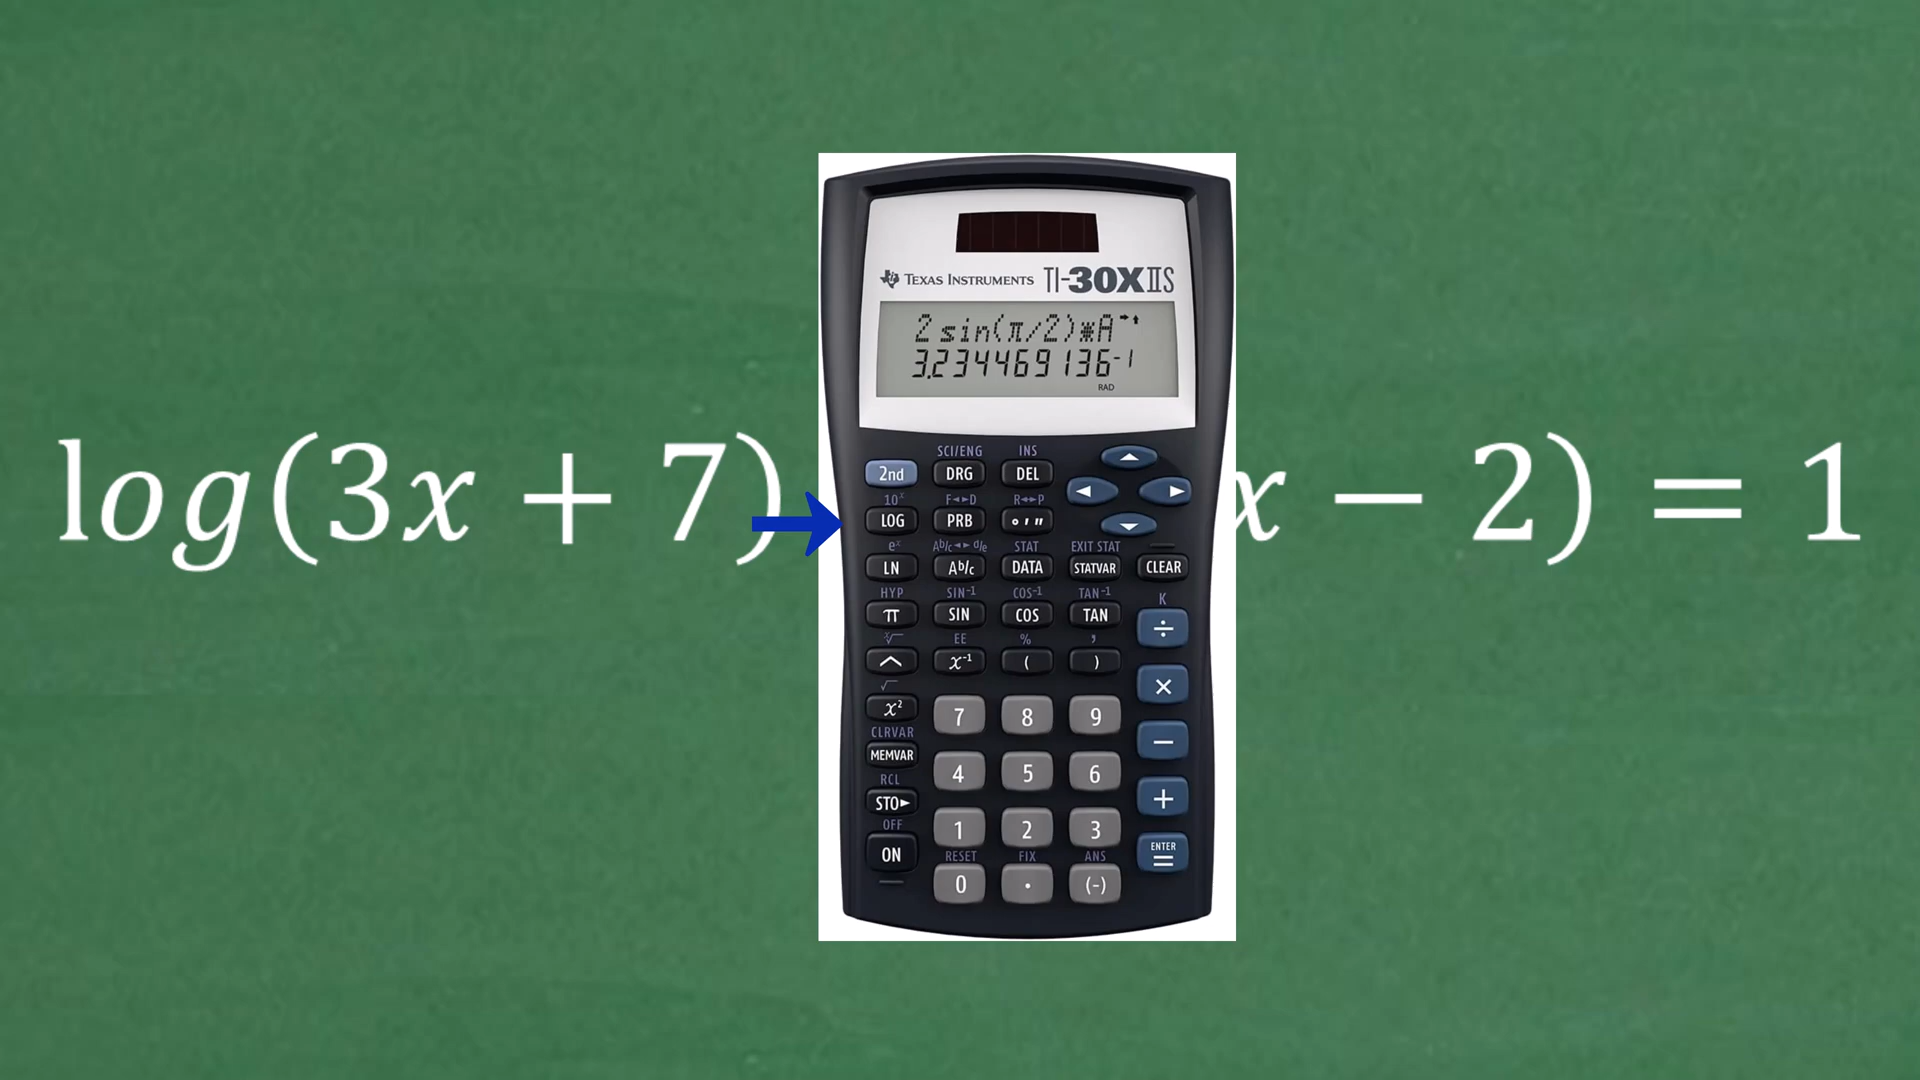 TEXAS INSTRUMENTS TI-30XIIS
2sin(π/2)*A
3.234469136⁻¹
RAD
log(3x + 7) x − 2) = 1
SCI/ENG INS
2nd DRG DEL
10ˣ F◄►D R◄►P
LOG PRB ° ' "
eˣ Ab/c◄►d/e STAT EXIT STAT
LN Ab/c DATA STATVAR CLEAR
HYP SIN⁻¹ COS⁻¹ TAN⁻¹ K
π SIN COS TAN ÷
ˣ√ EE % ,
^ x⁻¹ ( )
√ ×
x² 7 8 9
CLRVAR −
MEMVAR 4 5 6
RCL
STO► +
OFF 1 2 3
ON RESET FIX ANS ENTER =
0 . (-)